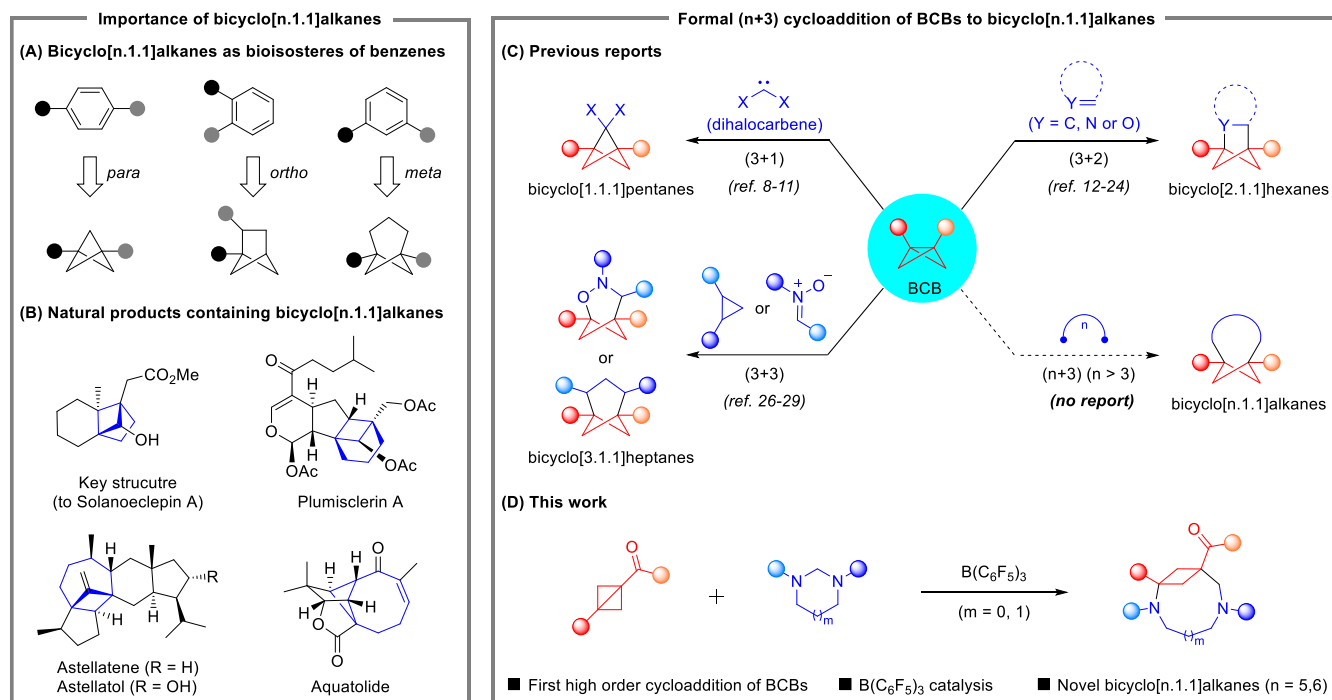 Importance of bicyclo[n.1.1]alkanes
(A) Bicyclo[n.1.1]alkanes as bioisosteres of benzenes
para
ortho
meta
(B) Natural products containing bicyclo[n.1.1]alkanes
CO2Me
OH
Key strucutre
(to Solanoeclepin A)
O
H
OAc
H
O
H
OAc
OAc
Plumisclerin A
H
R
H
H
Astellatene (R = H)
Astellatol (R = OH)
H
O
H
H
H
O
O
Aquatolide
Formal (n+3) cycloaddition of BCBs to bicyclo[n.1.1]alkanes
(C) Previous reports
X X
bicyclo[1.1.1]pentanes
X X
(dihalocarbene)
(3+1)
(ref. 8-11)
Y
(Y = C, N or O)
(3+2)
(ref. 12-24)
Y
bicyclo[2.1.1]hexanes
BCB
N
O
or
bicyclo[3.1.1]heptanes
or
N+ O−
(3+3)
(ref. 26-29)
n
(n+3) (n > 3)
(no report)
bicyclo[n.1.1]alkanes
(D) This work
O
+
N N
( )m
B(C6F5)3
(m = 0, 1)
O
N
N
( )m
■ First high order cycloaddition of BCBs ■ B(C6F5)3 catalysis ■ Novel bicyclo[n.1.1]alkanes (n = 5,6)